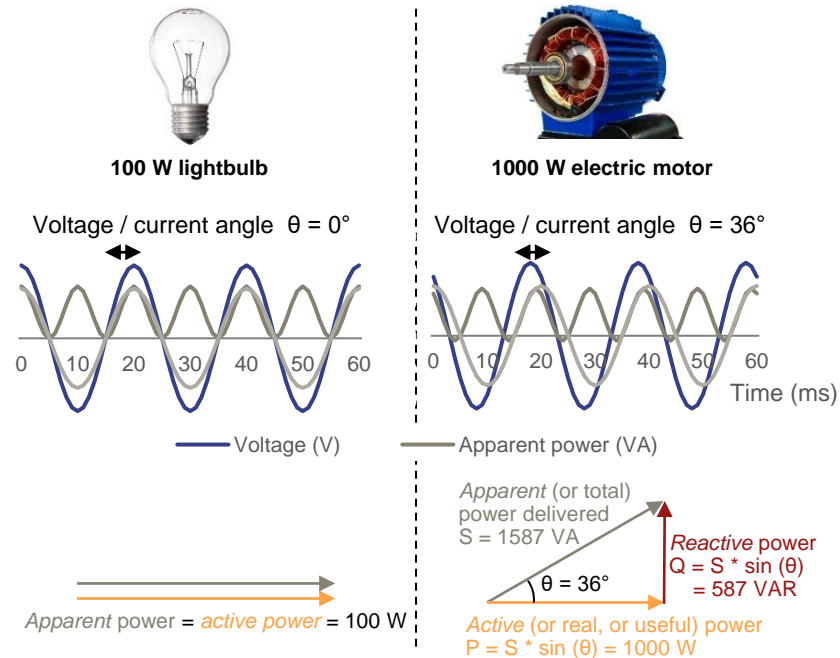 100 W lightbulb
1000 W electric motor
Voltage / current angle θ = 0°
Voltage / current angle θ = 36°
0 10 20 30 40 50 60
0 10 20 30 40 50 60
Time (ms)
Voltage (V)
Apparent power (VA)
Apparent power = active power = 100 W
Apparent (or total)
power delivered
S = 1587 VA
θ = 36°
Reactive power
Q = S * sin (θ)
= 587 VAR
Active (or real, or useful) power
P = S * sin (θ) = 1000 W